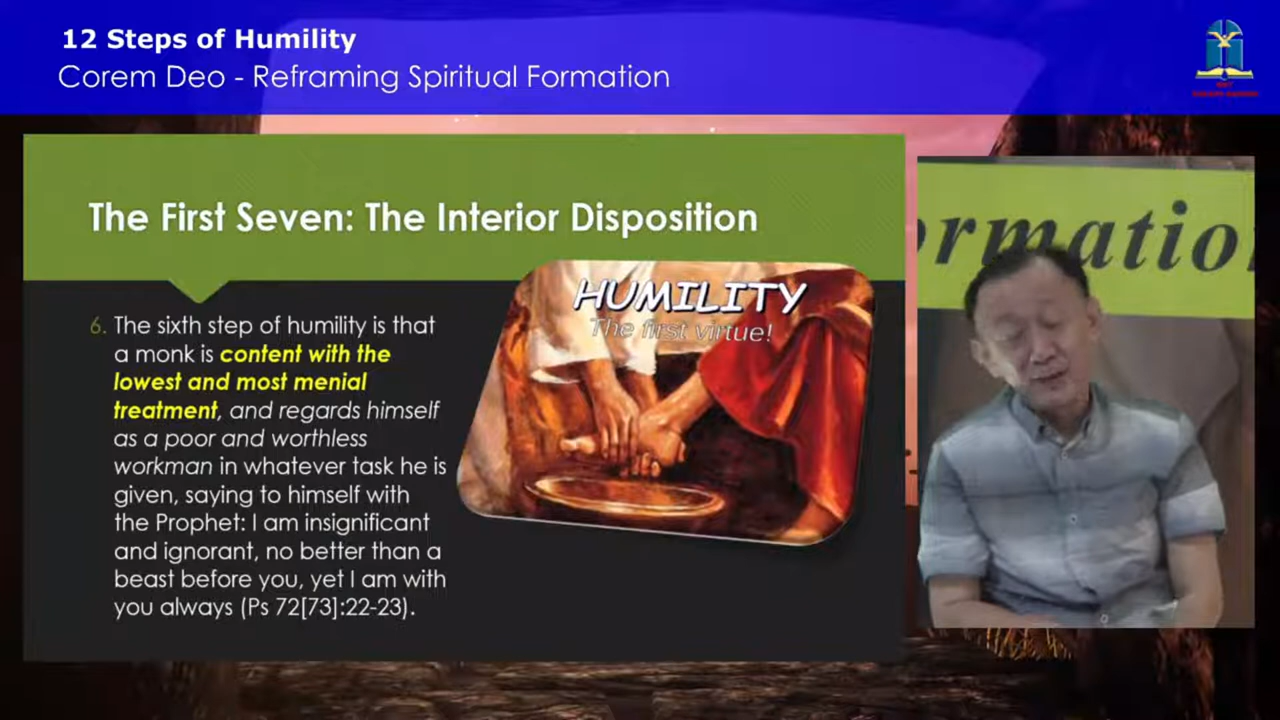 12 Steps of Humility
Corem Deo - Reframing Spiritual Formation
The First Seven: The Interior Disposition
6. The sixth step of humility is that
a monk is content with the
lowest and most menial
treatment, and regards himself
as a poor and worthless
workman in whatever task he is
given, saying to himself with
the Prophet: I am insignificant
and ignorant, no better than a
beast before you, yet I am with
you always (Ps 72[73]:22-23).
HUMILITY
The first virtue!
ormatio